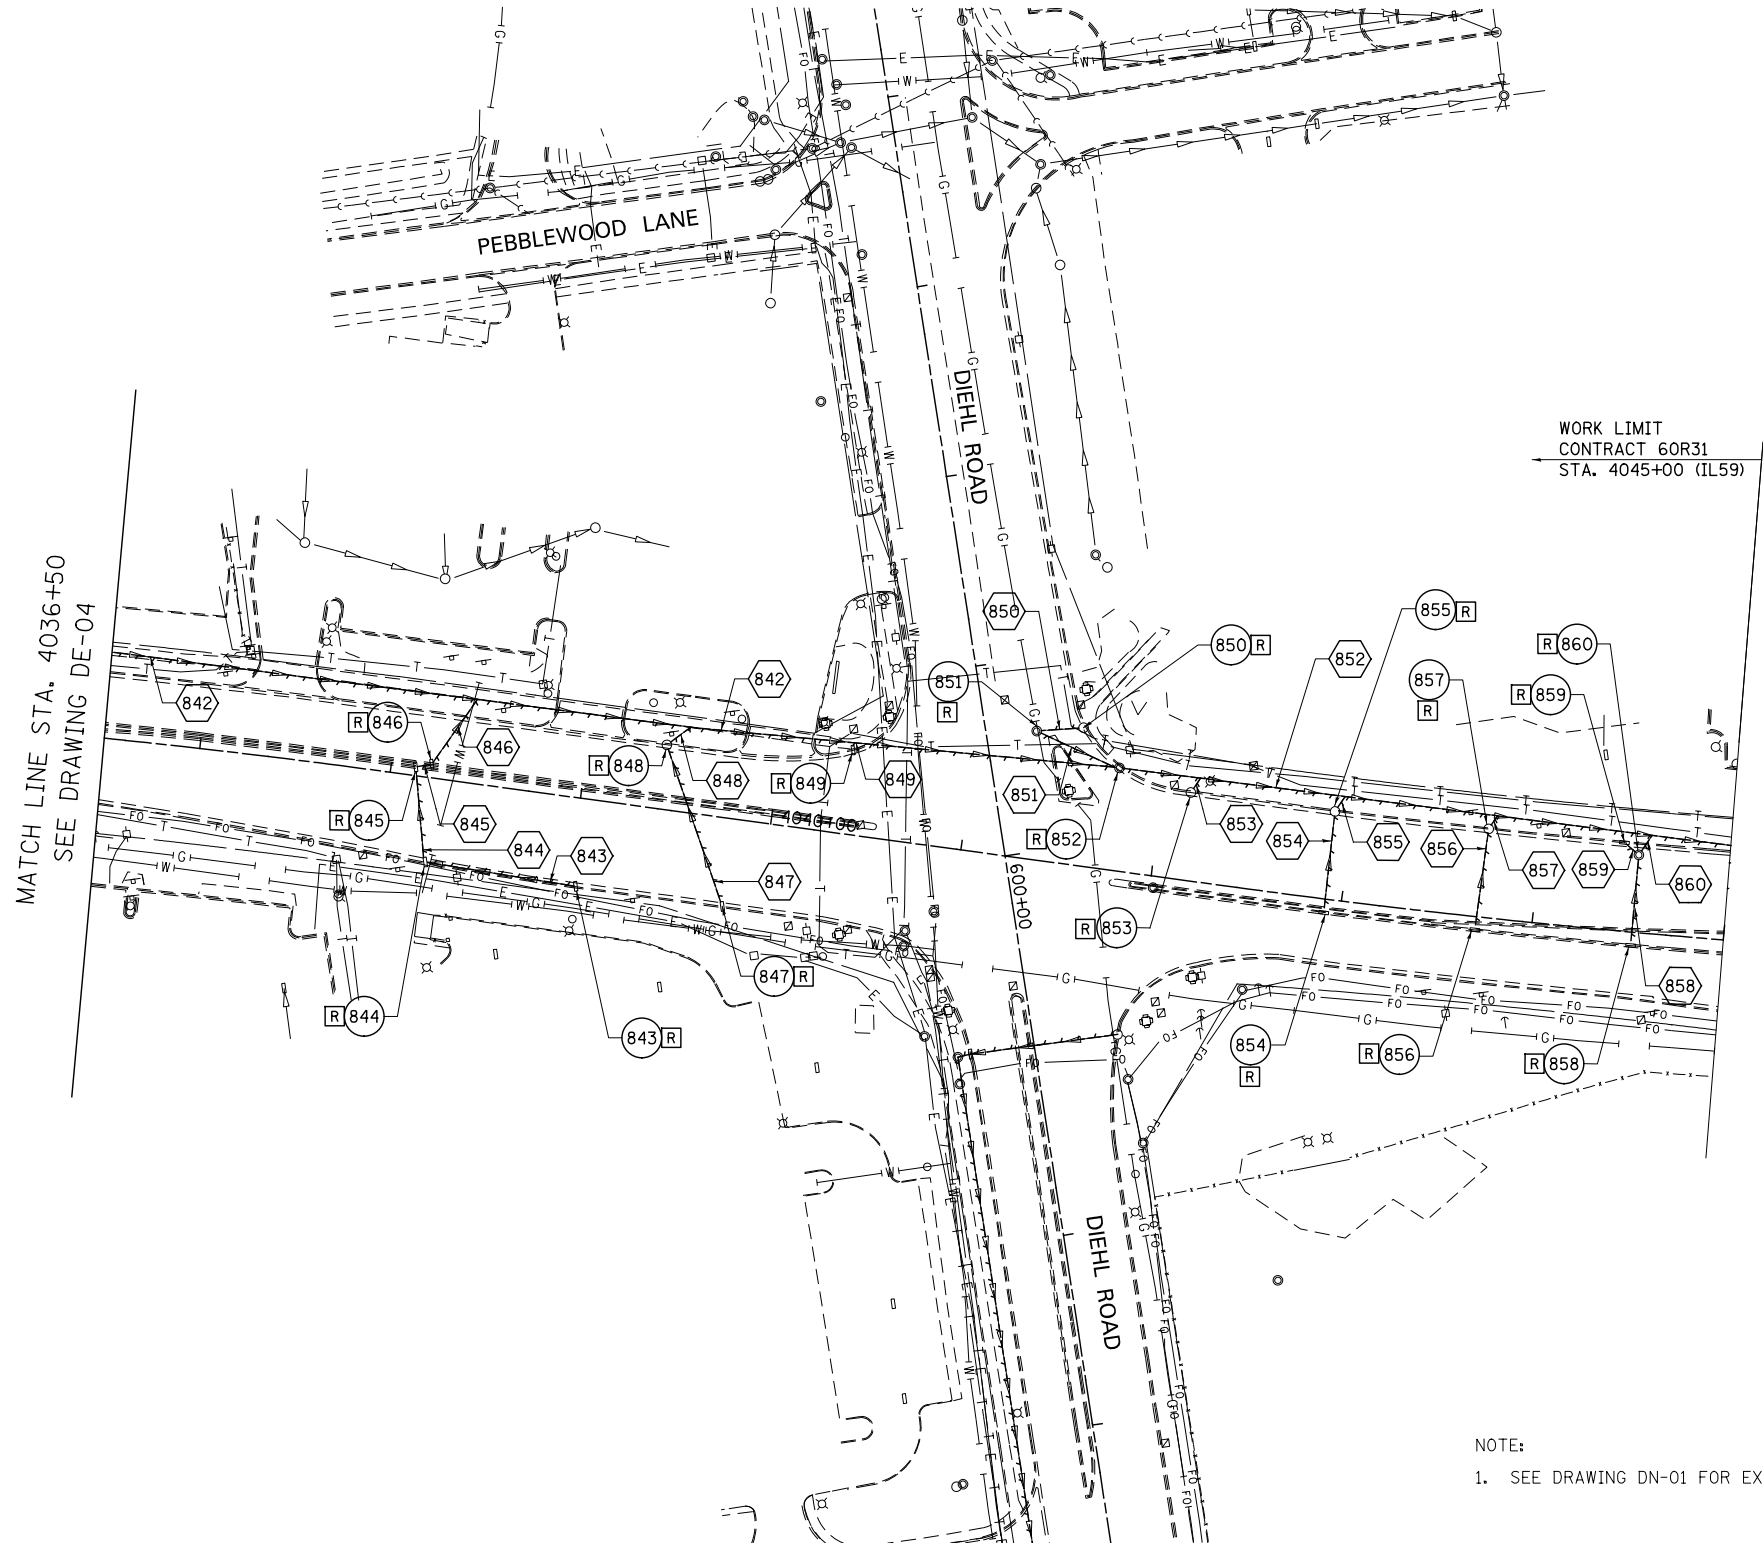 PEBBLEWOOD LANE
DIEHL ROAD
WORK LIMIT
CONTRACT 60R31
STA. 4045+00 (IL59)
MATCH LINE STA. 4036+50
SEE DRAWING DE-04
850
855 R
R 860
850 R
852
857
R
R 859
851
R
842
842
R 846
846
R 848
848
R 849
849
851
R 852
853
854
855
856
857
859
860
R 845
845
844
843
4040+00
847
600+00
R 853
858
847 R
R 844
843 R
854
R
R 856
R 858
DIEHL ROAD
NOTE:
1. SEE DRAWING DN-01 FOR EX